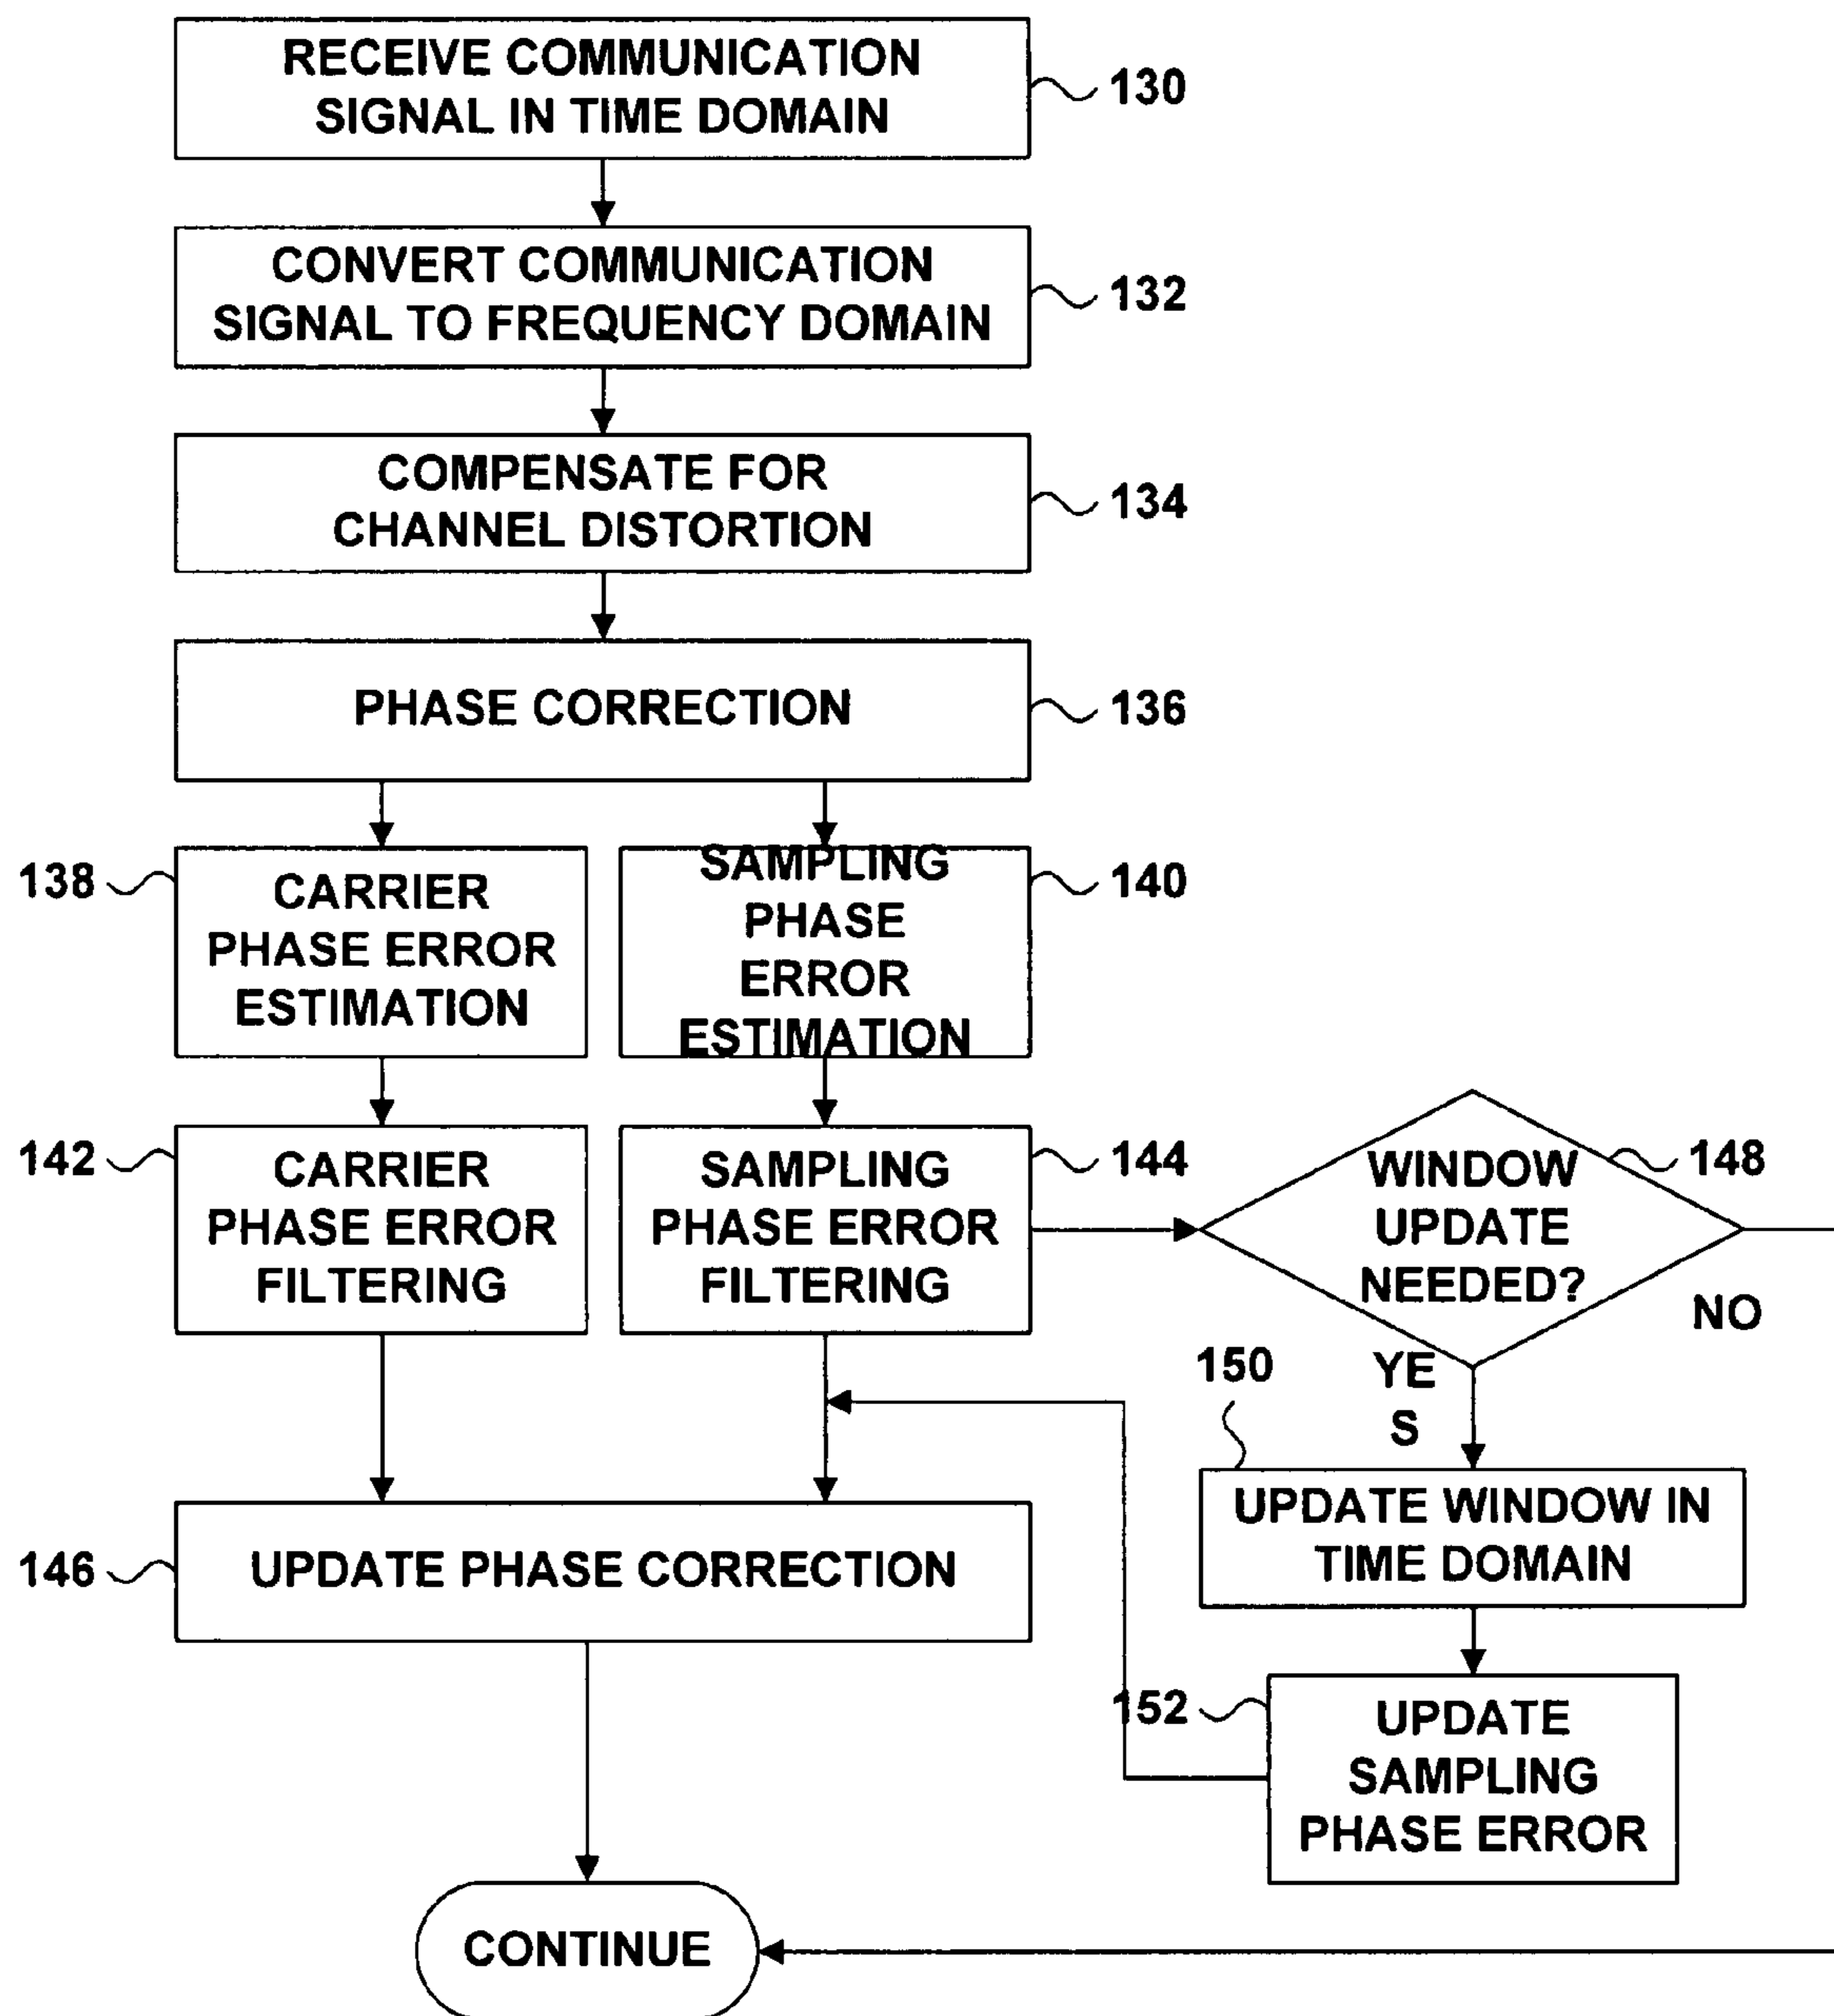 RECEIVE COMMUNICATION
SIGNAL IN TIME DOMAIN
130
CONVERT COMMUNICATION
SIGNAL TO FREQUENCY DOMAIN
132
COMPENSATE FOR
CHANNEL DISTORTION
134
PHASE CORRECTION
136
138
CARRIER
PHASE ERROR
ESTIMATION
SAMPLING
PHASE
ERROR
ESTIMATION
140
142
CARRIER
PHASE ERROR
FILTERING
SAMPLING
PHASE ERROR
FILTERING
144
WINDOW
UPDATE
NEEDED?
148
NO
YE
S
150
UPDATE WINDOW IN
TIME DOMAIN
146
UPDATE PHASE CORRECTION
152
UPDATE
SAMPLING
PHASE ERROR
CONTINUE